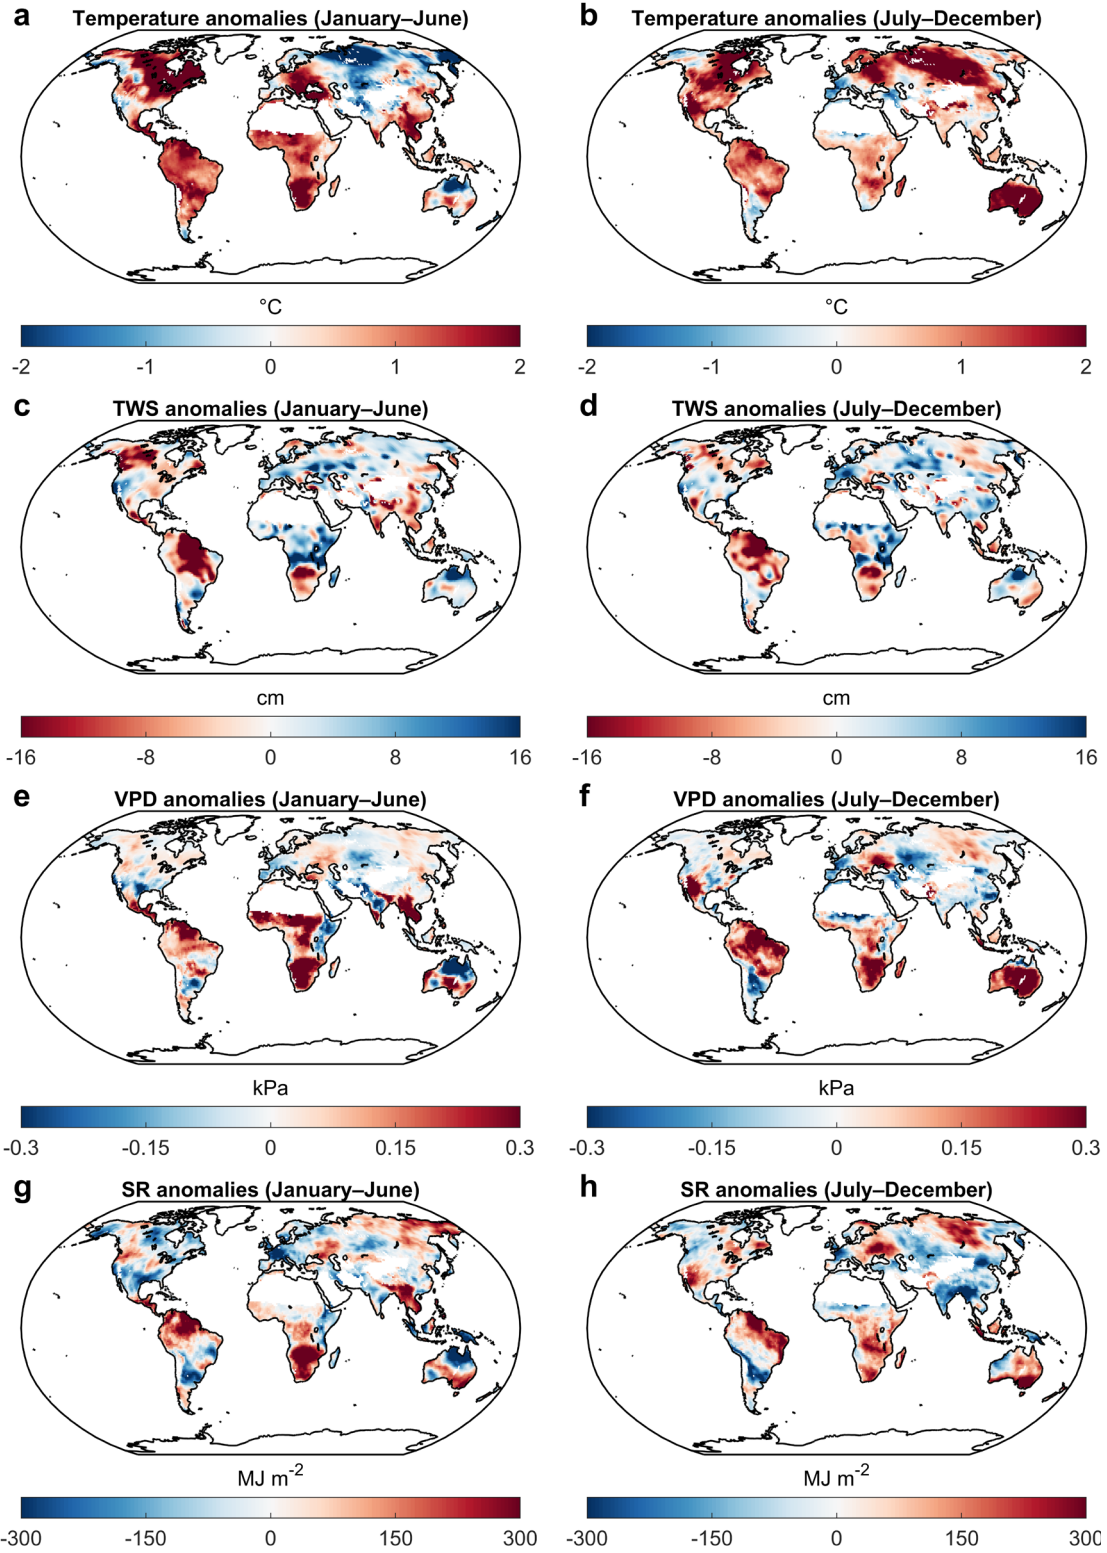 a Temperature anomalies (January–June)
b Temperature anomalies (July–December)
°C
-2 -1 0 1 2
°C
-2 -1 0 1 2
c TWS anomalies (January–June)
d TWS anomalies (July–December)
cm
-16 -8 0 8 16
cm
-16 -8 0 8 16
e VPD anomalies (January–June)
f VPD anomalies (July–December)
kPa
-0.3 -0.15 0 0.15 0.3
kPa
-0.3 -0.15 0 0.15 0.3
g SR anomalies (January–June)
h SR anomalies (July–December)
MJ m-2
-300 -150 0 150 300
MJ m-2
-300 -150 0 150 300